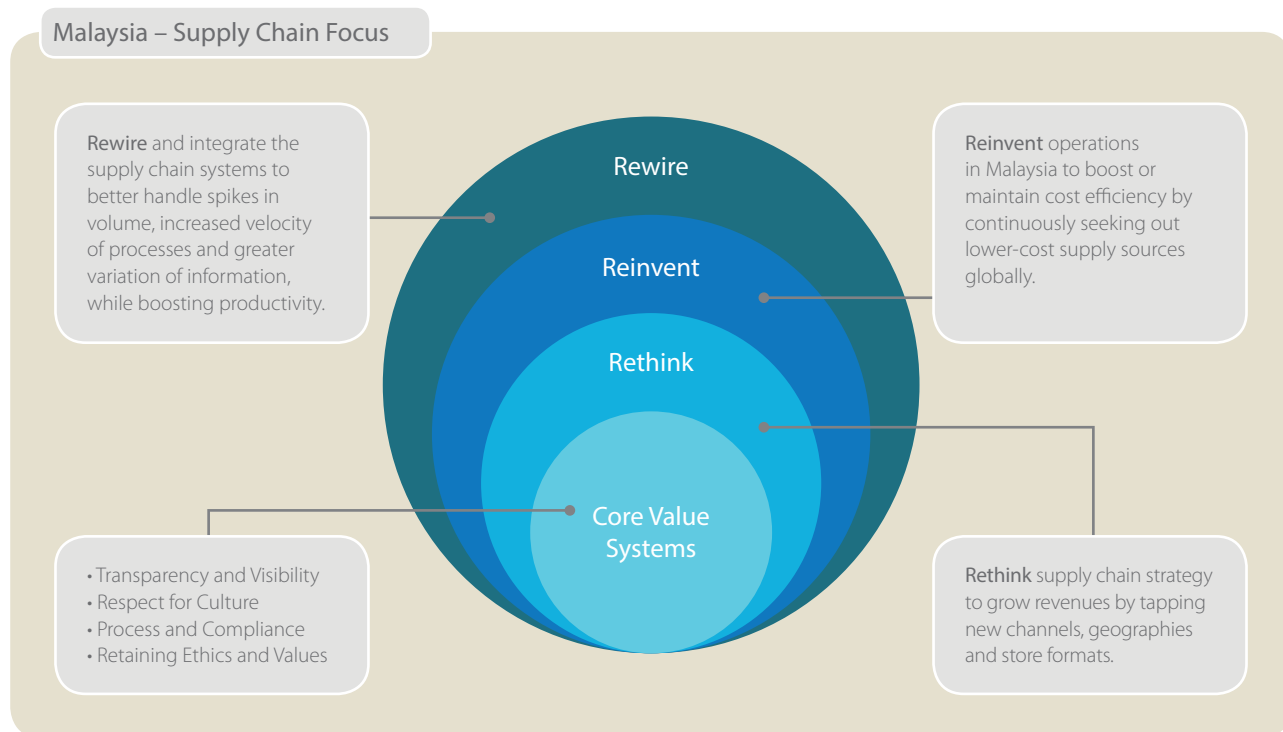 Malaysia – Supply Chain Focus
Rewire and integrate the
supply chain systems to
better handle spikes in
volume, increased velocity
of processes and greater
variation of information,
while boosting productivity.
Rewire
Reinvent
Rethink
Core Value
Systems
Reinvent operations
in Malaysia to boost or
maintain cost efficiency by
continuously seeking out
lower-cost supply sources
globally.
• Transparency and Visibility
• Respect for Culture
• Process and Compliance
• Retaining Ethics and Values
Rethink supply chain strategy
to grow revenues by tapping
new channels, geographies
and store formats.